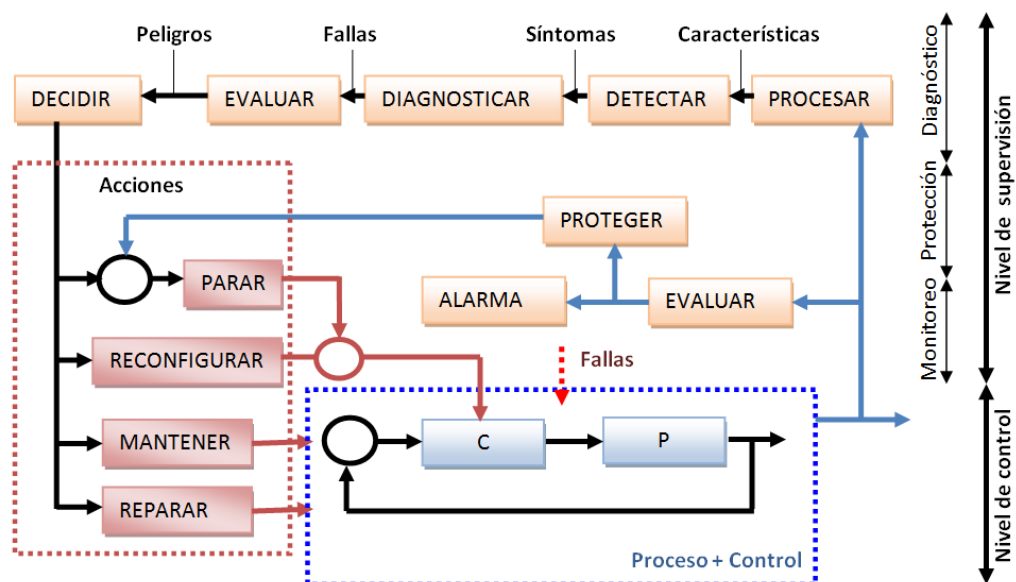 Peligros
Fallas
Síntomas
Características
DECIDIR
EVALUAR
DIAGNOSTICAR
DETECTAR
PROCESAR
Acciones
PROTEGER
PARAR
ALARMA
EVALUAR
RECONFIGURAR
Fallas
MANTENER
C
P
REPARAR
Proceso + Control
Diagnóstico
Protección
Monitoreo
Nivel de supervisión
Nivel de control